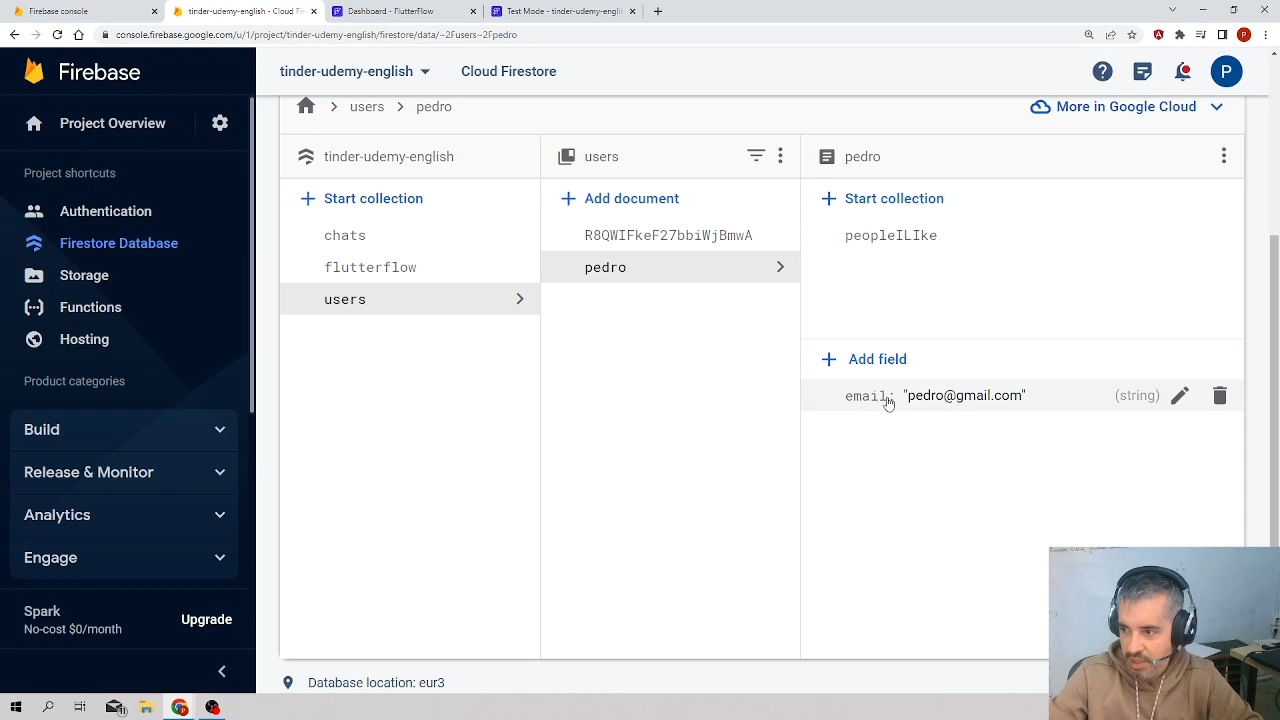 Firebase console
tinder-udemy-english - Cloud Fir
Dashboard - FlutterFlow
Test Mode - tinder-udemy-englis
console.firebase.google.com/u/1/project/tinder-udemy-english/firestore/data/~2Fusers~2Fpedro
P
Firebase
tinder-udemy-english
Cloud Firestore
P
Project Overview
users
pedro
More in Google Cloud
tinder-udemy-english
users
pedro
Project shortcuts
Start collection
Add document
Start collection
Authentication
chats
R8QWIFkeF27bbiWjBmwA
peopleILIke
Firestore Database
flutterflow
pedro
Storage
users
Functions
Hosting
Add field
Product categories
email: "pedro@gmail.com"
(string)
Build
Release & Monitor
Analytics
Engage
Spark
No-cost $0/month
Upgrade
Database location: eur3